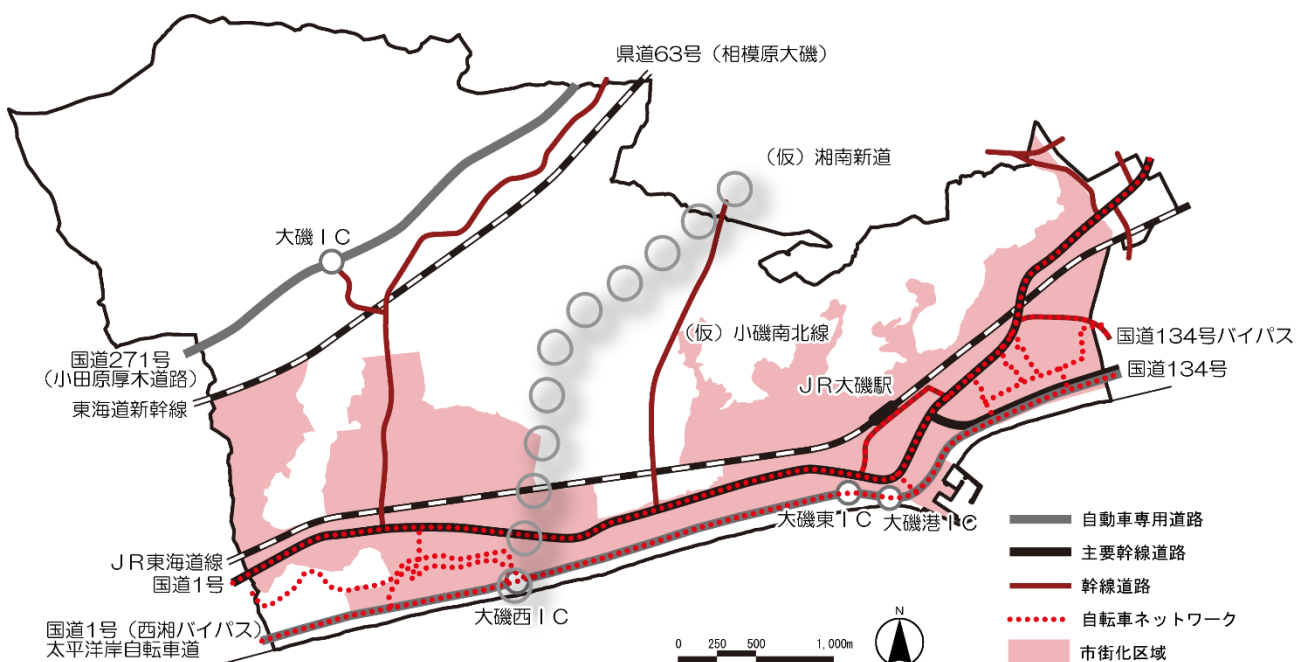 県道63号（相模原大磯）
（仮）湘南新道
大磯ＩＣ
国道271号
（小田原厚木道路）
東海道新幹線
（仮）小磯南北線
国道134号バイパス
国道134号
ＪＲ大磯駅
大磯東ＩＣ
大磯港ＩＣ
ＪＲ東海道線
国道1号
大磯西ＩＣ
国道1号（西湘バイパス）
太平洋岸自転車道
0 250 500 1,000m
N
自動車専用道路
主要幹線道路
幹線道路
自転車ネットワーク
市街化区域